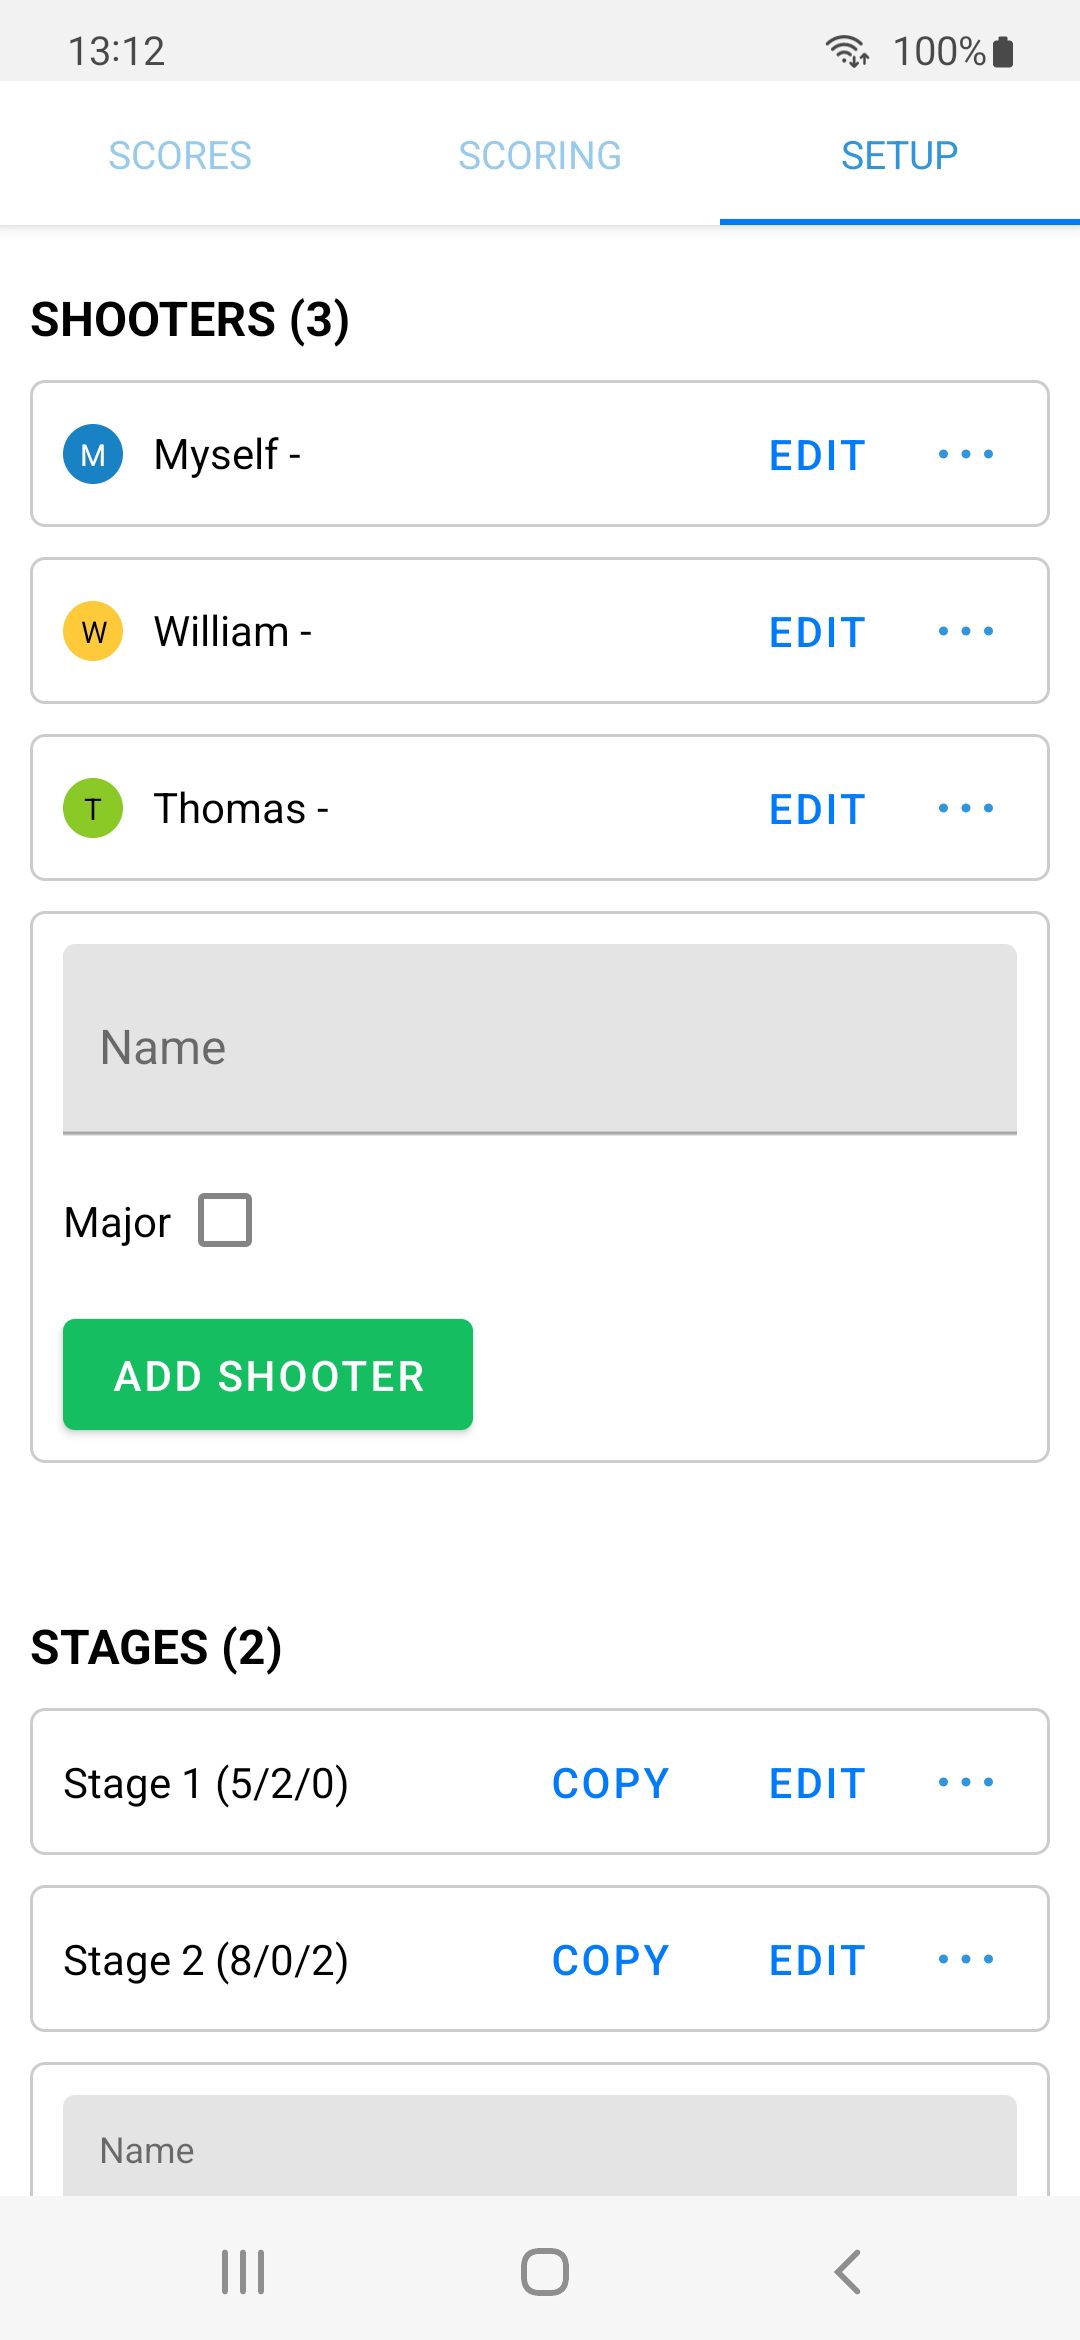 13:12 100%
SCORES SCORING SETUP
SHOOTERS (3)
M Myself - EDIT ...
W William - EDIT ...
T Thomas - EDIT ...
Name
Major
ADD SHOOTER
STAGES (2)
Stage 1 (5/2/0) COPY EDIT ...
Stage 2 (8/0/2) COPY EDIT ...
Name